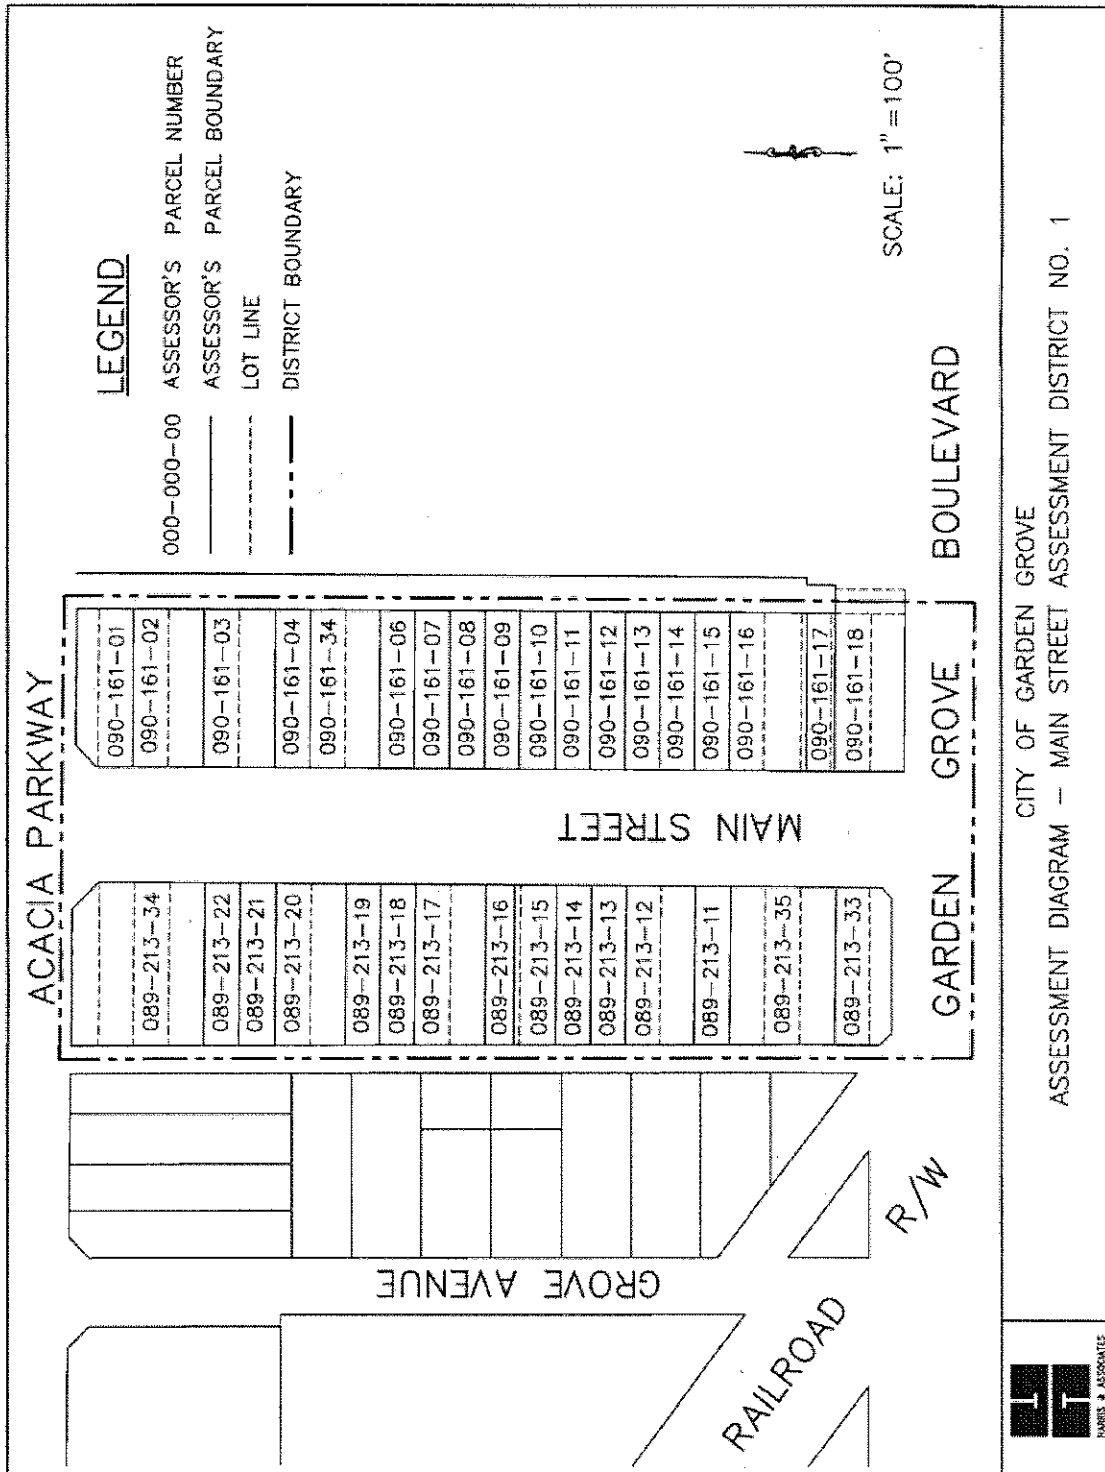 ACACIA PARKWAY
LEGEND
000-000-00 ASSESSOR'S PARCEL NUMBER
ASSESSOR'S PARCEL BOUNDARY
LOT LINE
DISTRICT BOUNDARY
089-213-34
089-213-22
089-213-21
089-213-20
089-213-19
089-213-18
089-213-17
089-213-16
089-213-15
089-213-14
089-213-13
089-213-12
089-213-11
089-213-35
089-213-33
MAIN STREET
090-161-01
090-161-02
090-161-03
090-161-04
090-161-34
090-161-06
090-161-07
090-161-08
090-161-09
090-161-10
090-161-11
090-161-12
090-161-13
090-161-14
090-161-15
090-161-16
090-161-17
090-161-18
GROVE AVENUE
RAILROAD R/W
GARDEN GROVE BOULEVARD
SCALE: 1"=100'
HARRIS & ASSOCIATES
CITY OF GARDEN GROVE
ASSESSMENT DIAGRAM - MAIN STREET ASSESSMENT DISTRICT NO. 1